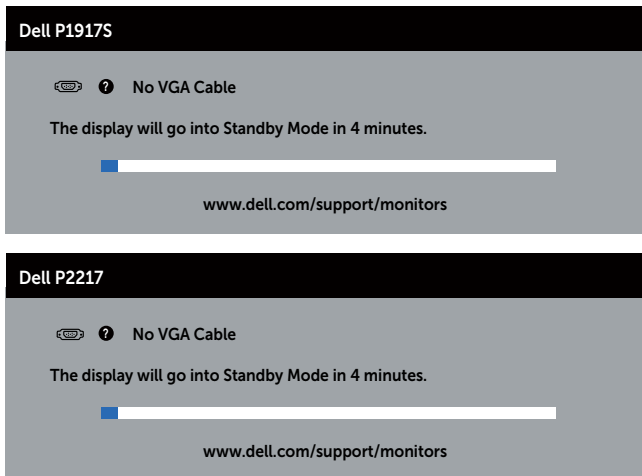 Dell P1917S
? No VGA Cable
The display will go into Standby Mode in 4 minutes.
www.dell.com/support/monitors
Dell P2217
? No VGA Cable
The display will go into Standby Mode in 4 minutes.
www.dell.com/support/monitors